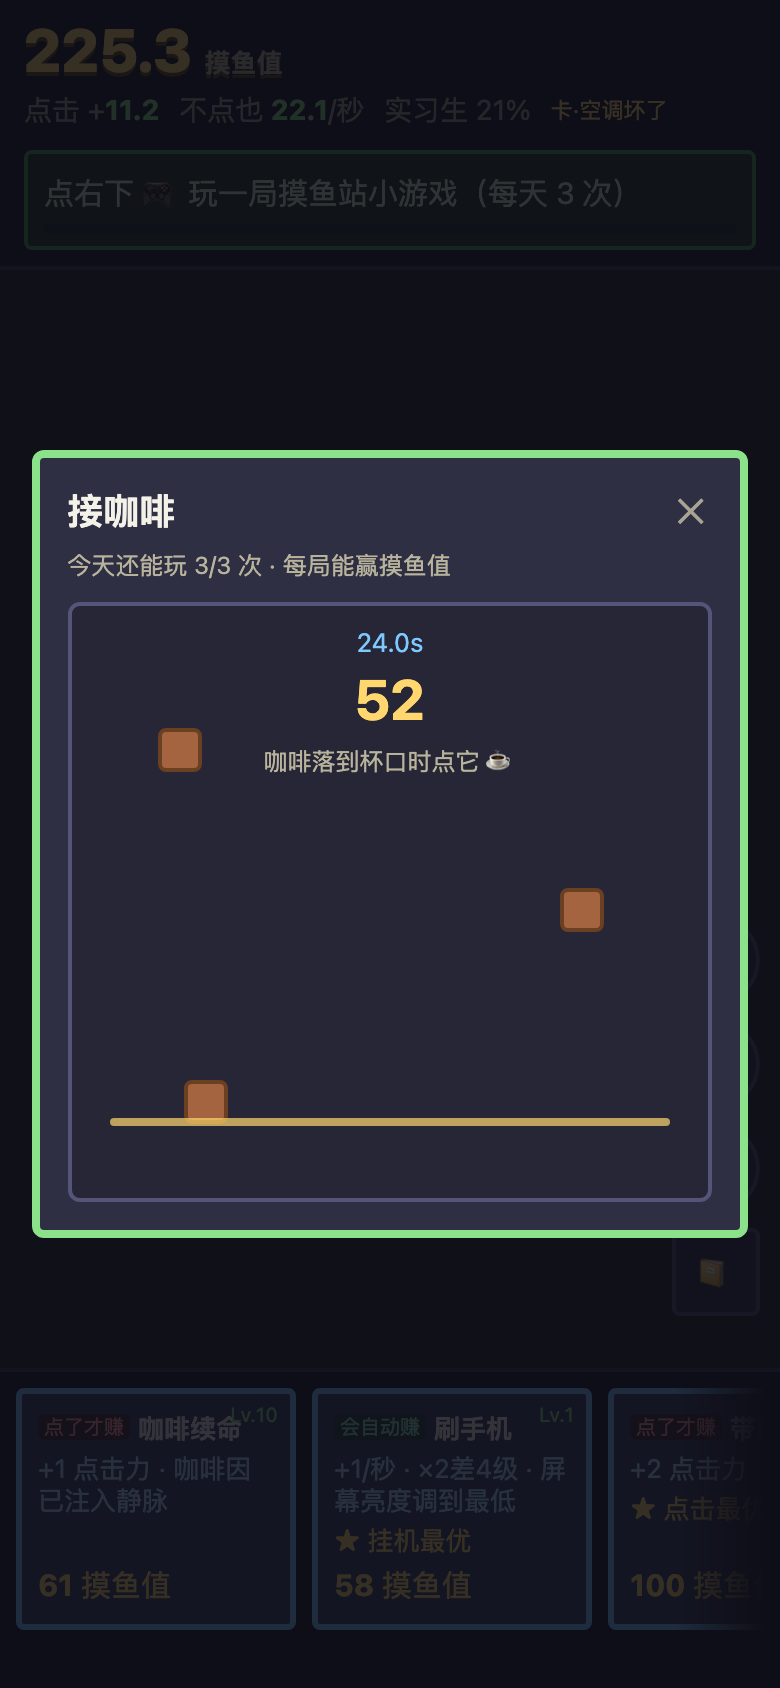 225.3 摸鱼值
点击 +11.2 不点也 22.1/秒 实习生 21% 卡·空调坏了
点右下 🎮 玩一局摸鱼站小游戏（每天 3 次）
接咖啡
今天还能玩 3/3 次 · 每局能赢摸鱼值
24.0s
52
咖啡落到杯口时点它 ☕
点了才赚 咖啡续命 Lv.10
+1 点击力 · 咖啡因
已注入静脉
61 摸鱼值
会自动赚 刷手机 Lv.1
+1/秒 · ×2差4级 · 屏
幕亮度调到最低
★ 挂机最优
58 摸鱼值
点了才赚 带
+2 点击力
★ 点击最优
100 摸鱼